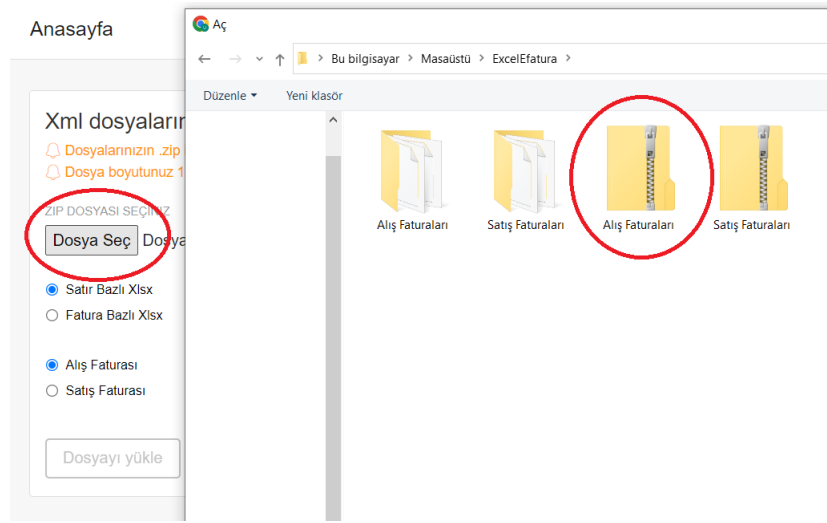 Anasayfa
Xml dosyaların
Dosyalarınızın .zip
Dosya boyutunuz 1
ZIP DOSYASI SEÇİNİZ
Dosya Seç Dosya
Satır Bazlı Xlsx
Fatura Bazlı Xlsx
Alış Faturası
Satış Faturası
Dosyayı yükle
Aç
Bu bilgisayar > Masaüstü > ExcelEfatura >
Düzenle Yeni klasör
Alış Faturaları Satış Faturaları Alış Faturaları Satış Faturaları